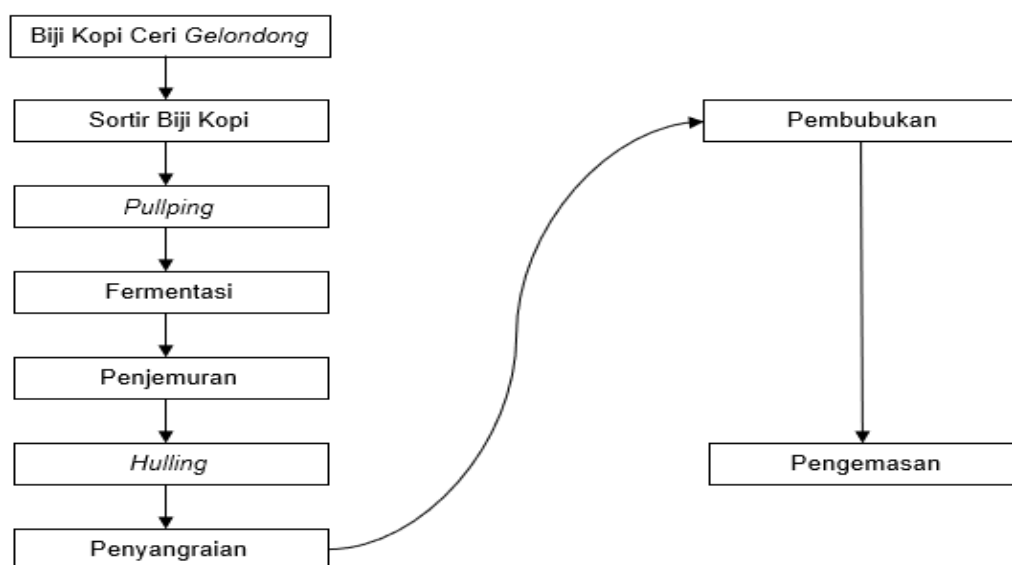 Biji Kopi Ceri Gelondong
Sortir Biji Kopi
Pullping
Fermentasi
Penjemuran
Hulling
Penyangraian
Pembubukan
Pengemasan